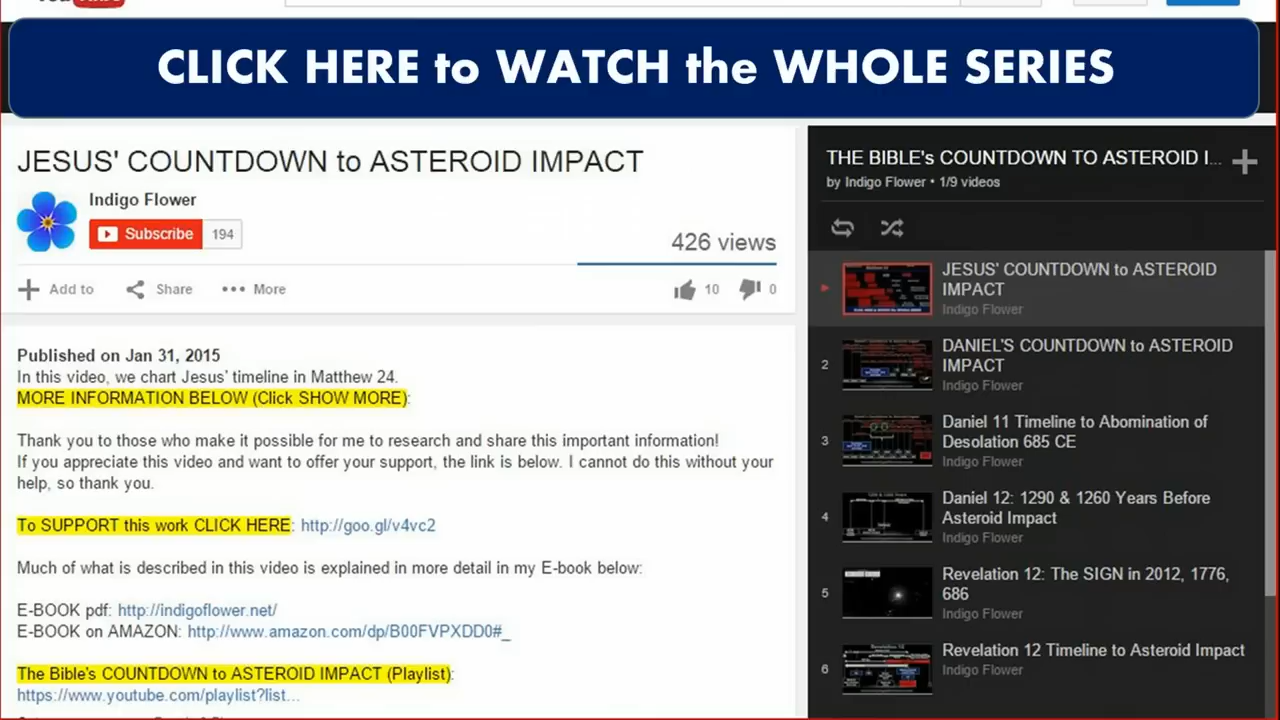 CLICK HERE to WATCH the WHOLE SERIES
JESUS' COUNTDOWN to ASTEROID IMPACT
Indigo Flower
Subscribe 194
426 views
Add to Share More 10 0
Published on Jan 31, 2015
In this video, we chart Jesus' timeline in Matthew 24.
MORE INFORMATION BELOW (Click SHOW MORE):
Thank you to those who make it possible for me to research and share this important information!
If you appreciate this video and want to offer your support, the link is below. I cannot do this without your
help, so thank you.
To SUPPORT this work CLICK HERE: http://goo.gl/v4vc2
Much of what is described in this video is explained in more detail in my E-book below:
E-BOOK pdf: http://indigoflower.net/
E-BOOK on AMAZON: http://www.amazon.com/dp/B00FVPXDD0#_
The Bible's COUNTDOWN to ASTEROID IMPACT (Playlist):
https://www.youtube.com/playlist?list...
THE BIBLE's COUNTDOWN TO ASTEROID I...
by Indigo Flower • 1/9 videos
JESUS' COUNTDOWN to ASTEROID
IMPACT
Indigo Flower
2
DANIEL'S COUNTDOWN to ASTEROID
IMPACT
Indigo Flower
3
Daniel 11 Timeline to Abomination of
Desolation 685 CE
Indigo Flower
4
Daniel 12: 1290 & 1260 Years Before
Asteroid Impact
Indigo Flower
5
Revelation 12: The SIGN in 2012, 1776,
686
Indigo Flower
6
Revelation 12 Timeline to Asteroid Impact
Indigo Flower